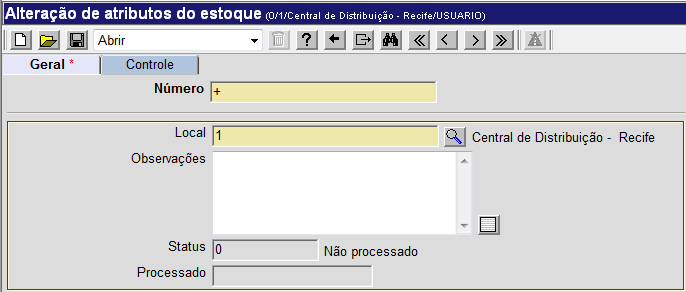 Alteração de atributos do estoque (0/1/Central de Distribuição - Recife/USUARIO)
Abrir
Geral * Controle
Número +
Local 1 Central de Distribuição - Recife
Observações
Status 0 Não processado
Processado